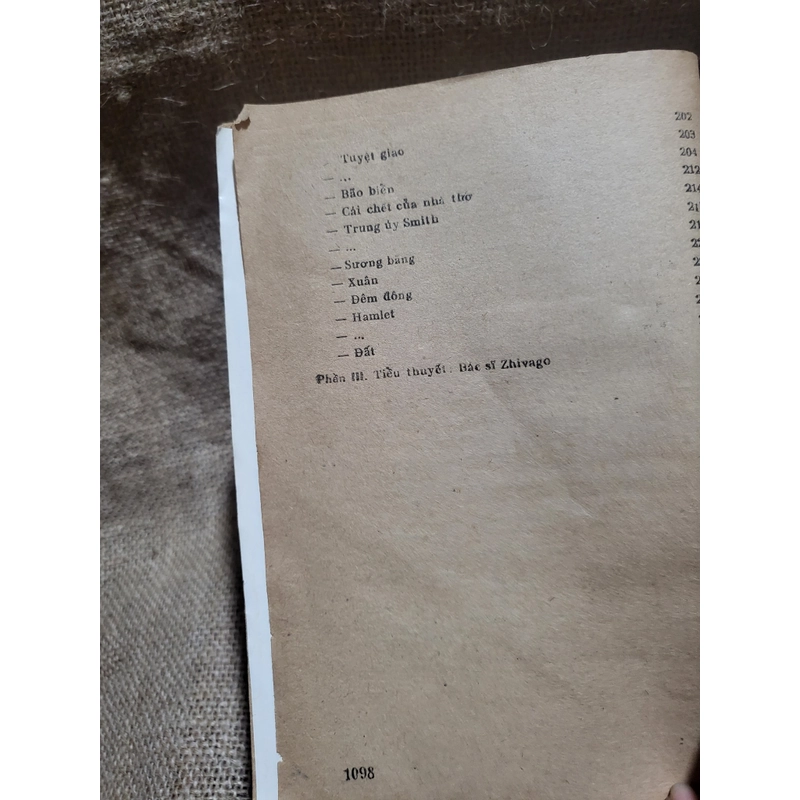 — Tuyệt giao 202
— ... 203
— Bão biển 204
— Cái chết của nhà thơ 212
— Trung úy Smith 214
— ...
— Sương băng
— Xuân
— Đêm đông
— Hamlet
— ...
— Đất
Phần III. Tiểu thuyết: Bác sĩ Zhivago
1098